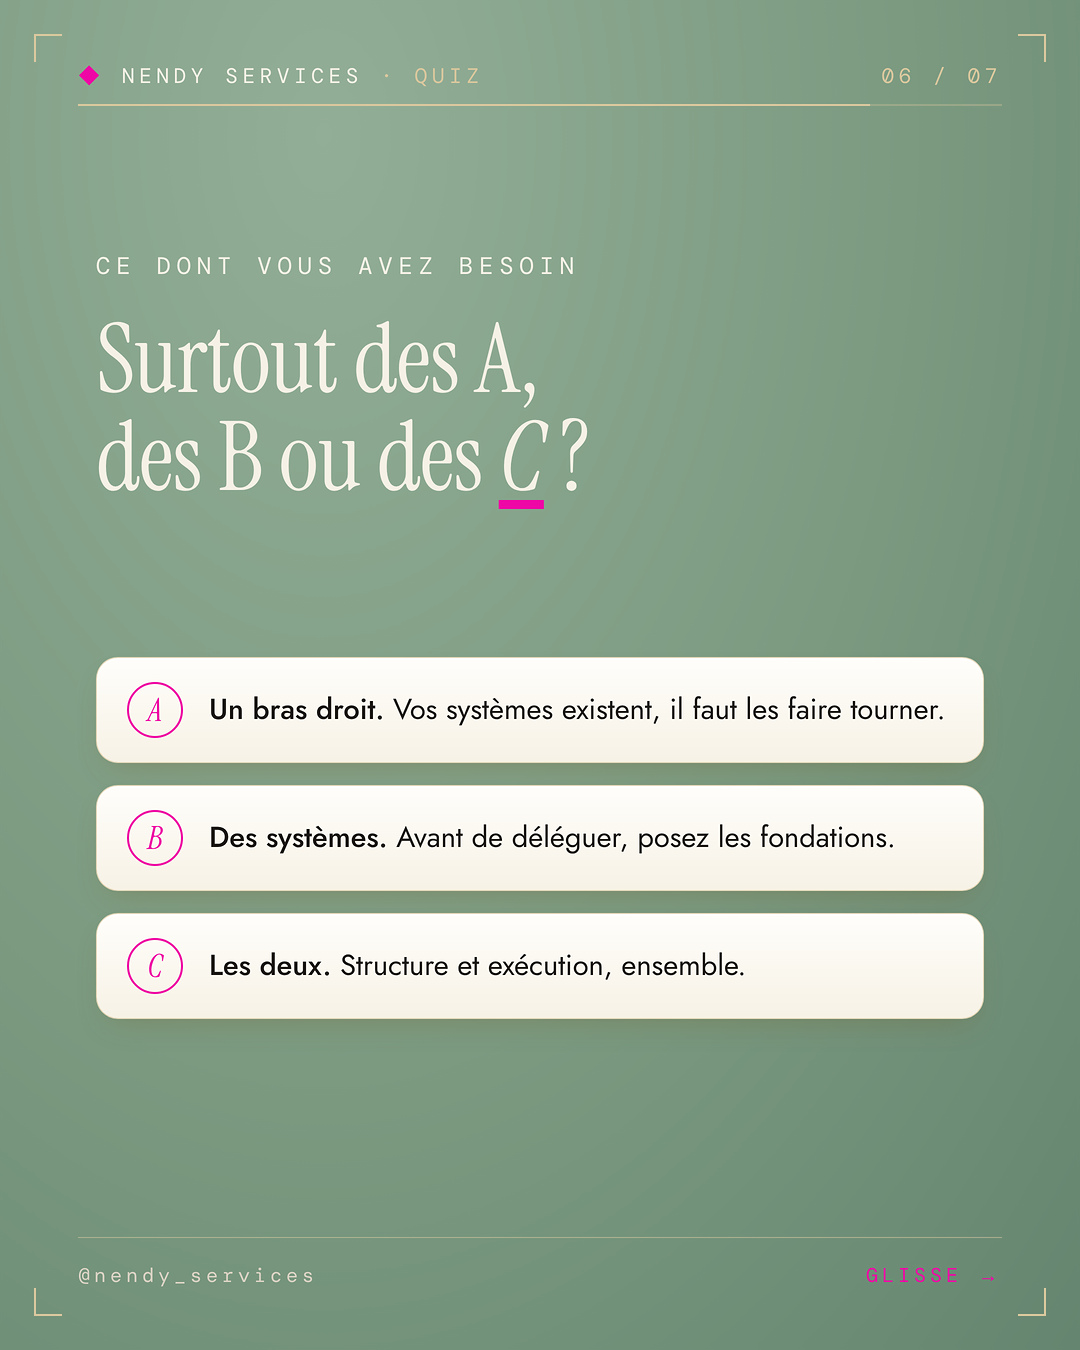 ◆ NENDY SERVICES · QUIZ
06 / 07
CE DONT VOUS AVEZ BESOIN
Surtout des A,
des B ou des C ?
A Un bras droit. Vos systèmes existent, il faut les faire tourner.
B Des systèmes. Avant de déléguer, posez les fondations.
C Les deux. Structure et exécution, ensemble.
@nendy_services
GLISSE →